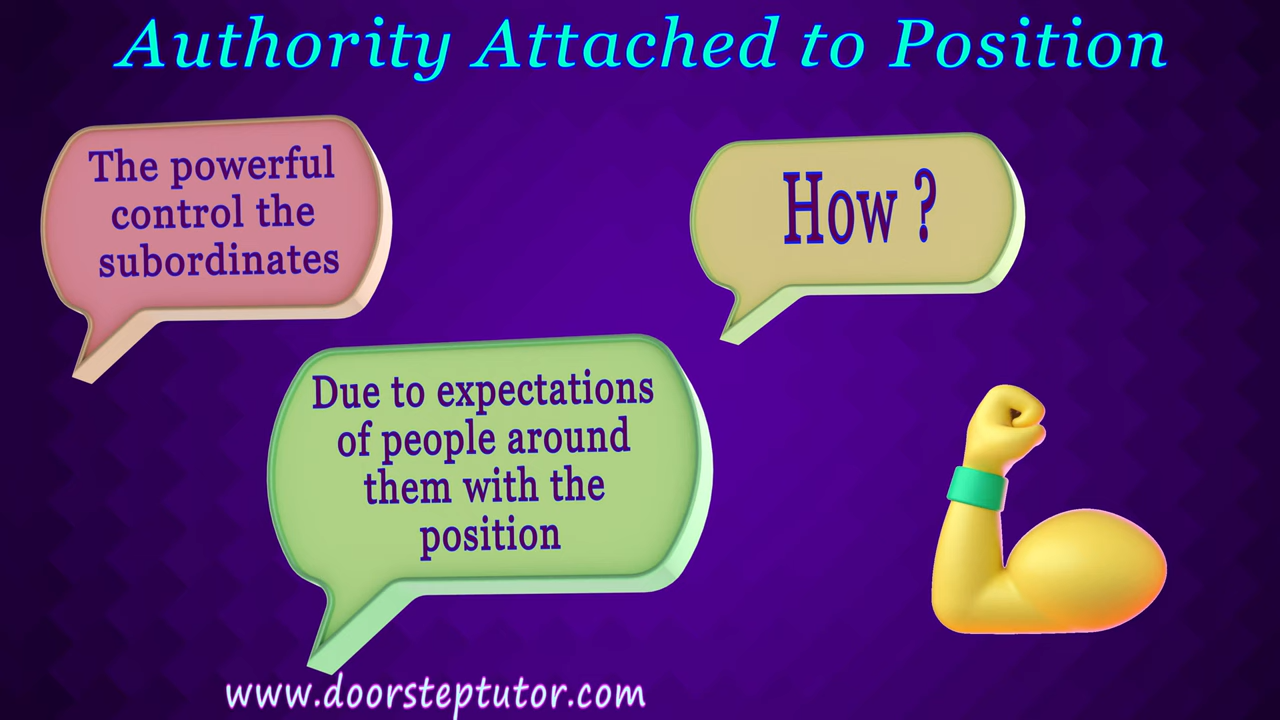 Authority Attached to Position
The powerful
control the
subordinates
How ?
Due to expectations
of people around
them with the
position
www.doorsteptutor.com